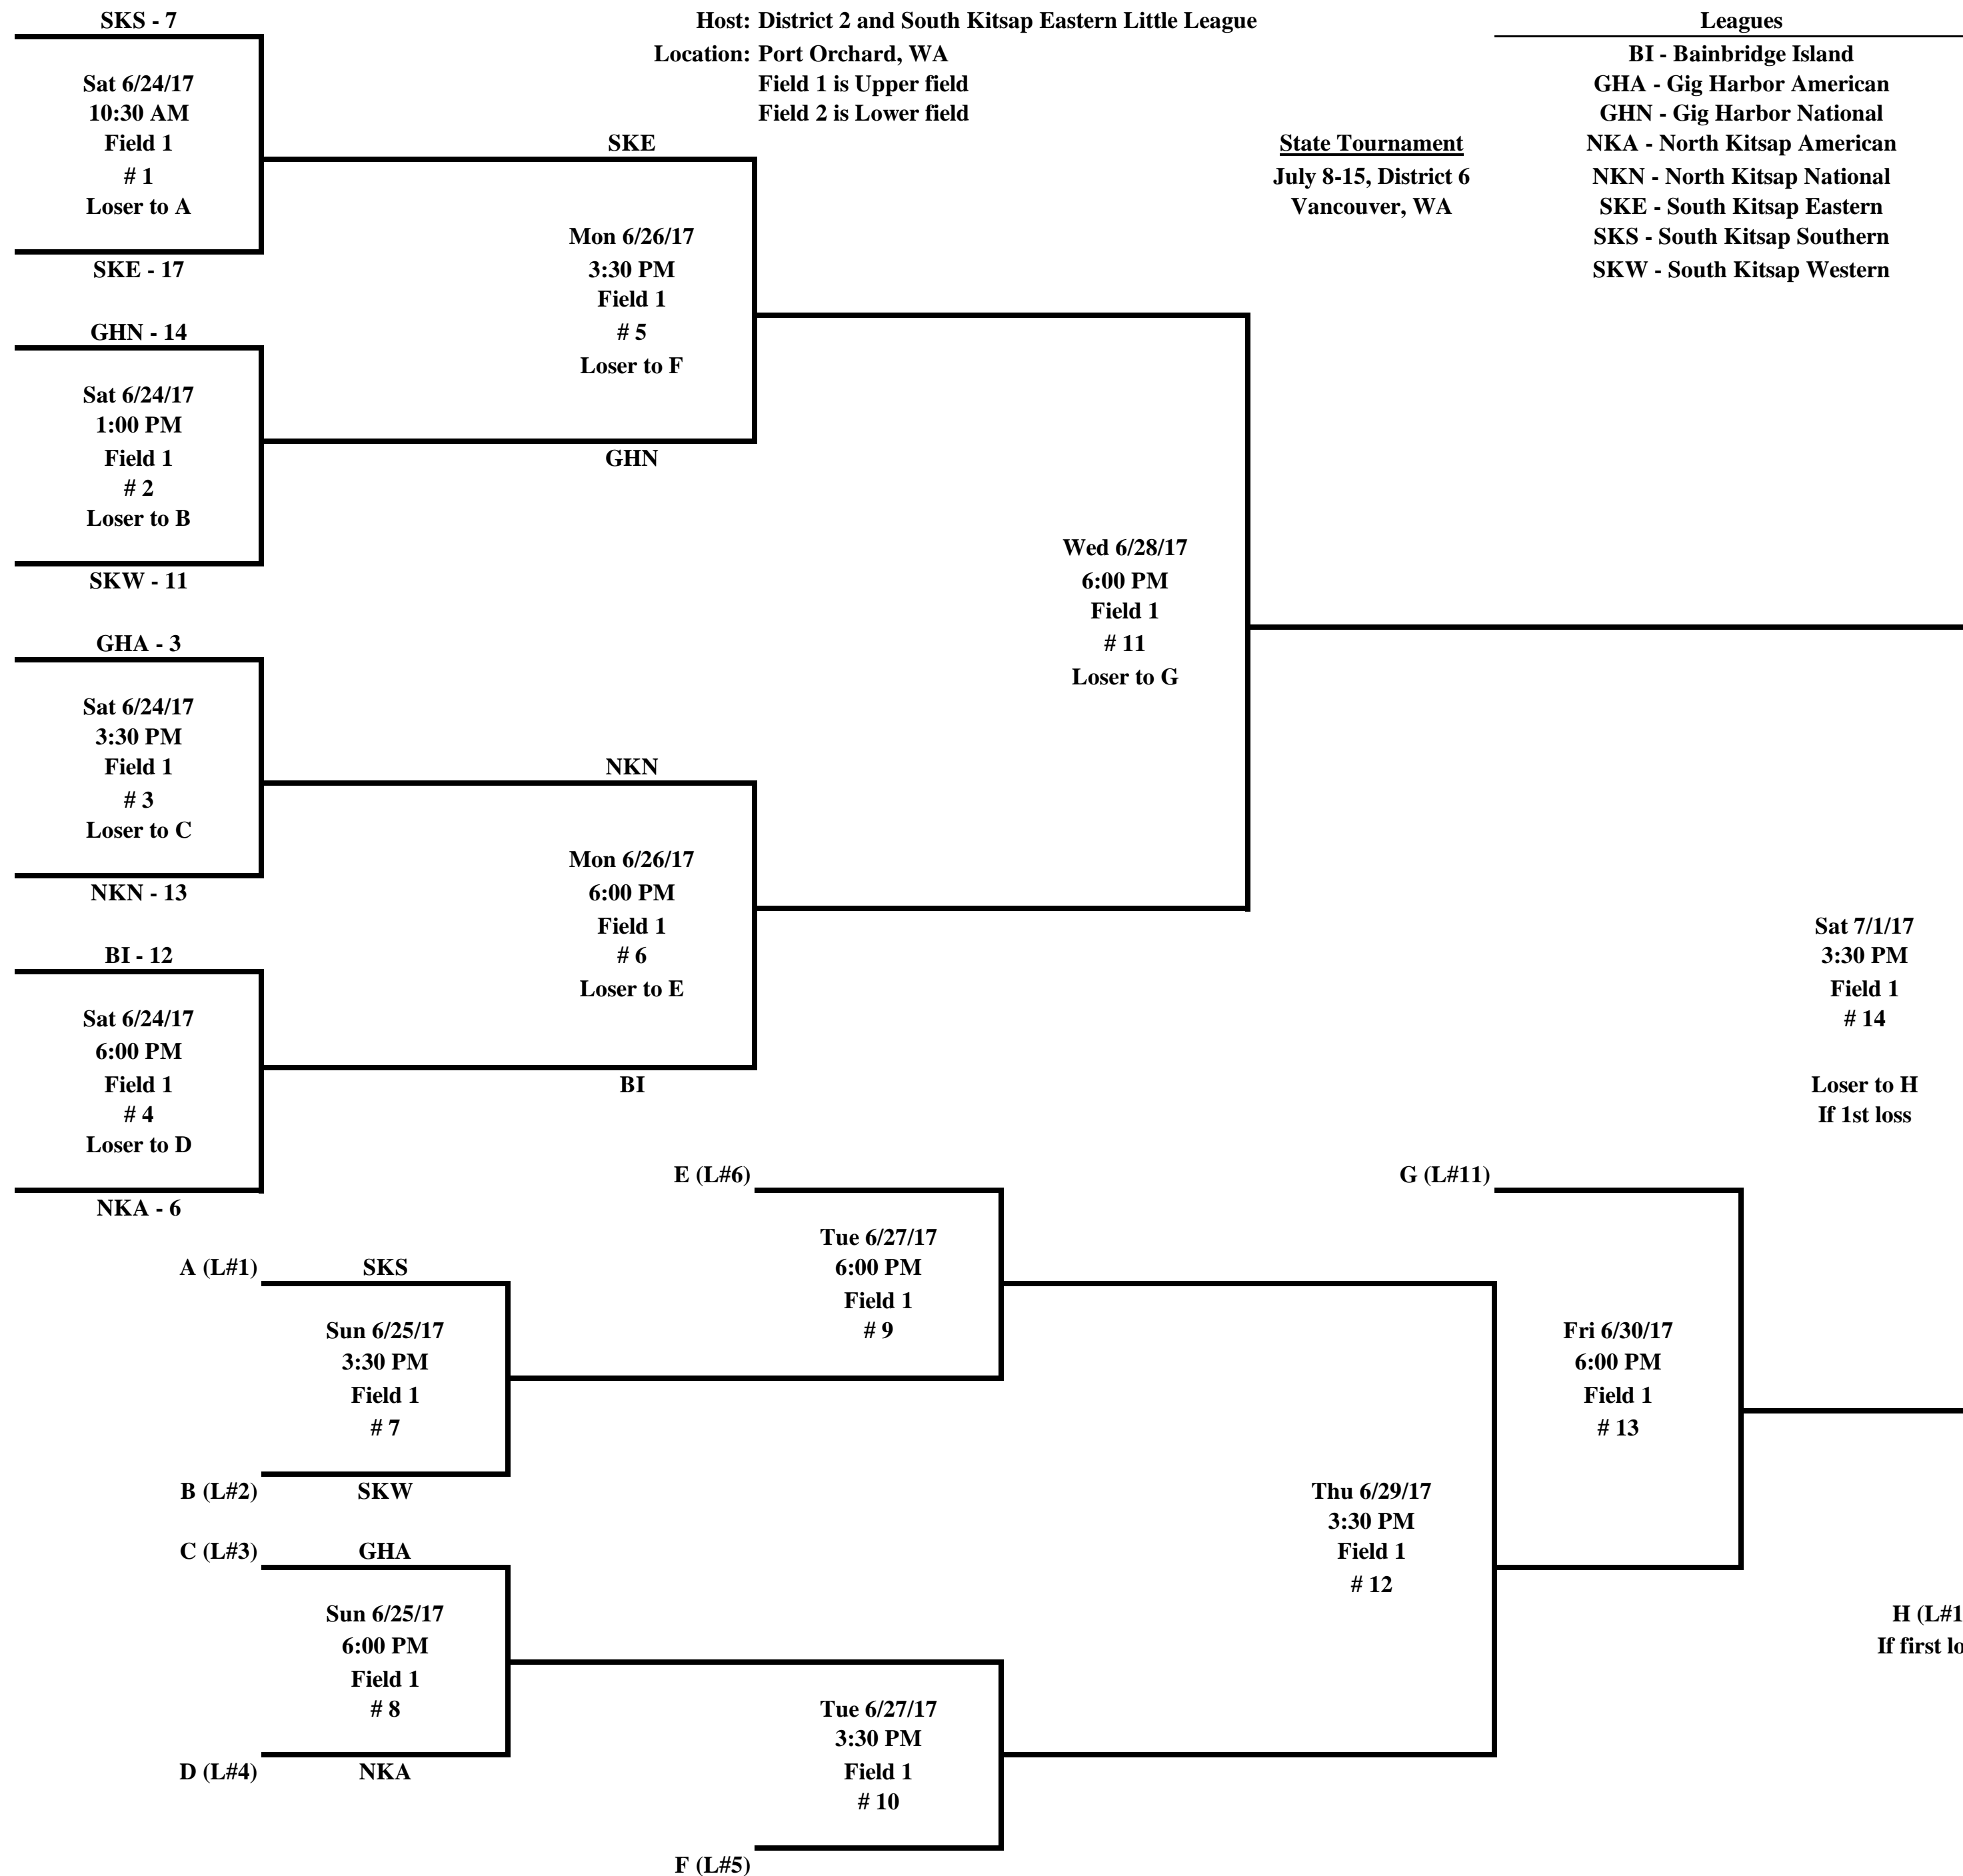 Host: District 2 and South Kitsap Eastern Little League
Location: Port Orchard, WA
Field 1 is Upper field
Field 2 is Lower field
State Tournament
July 8-15, District 6
Vancouver, WA
Leagues
BI - Bainbridge Island
GHA - Gig Harbor American
GHN - Gig Harbor National
NKA - North Kitsap American
NKN - North Kitsap National
SKE - South Kitsap Eastern
SKS - South Kitsap Southern
SKW - South Kitsap Western
SKS - 7
Sat 6/24/17
10:30 AM
Field 1
# 1
Loser to A
SKE - 17
GHN - 14
Sat 6/24/17
1:00 PM
Field 1
# 2
Loser to B
SKW - 11
GHA - 3
Sat 6/24/17
3:30 PM
Field 1
# 3
Loser to C
NKN - 13
BI - 12
Sat 6/24/17
6:00 PM
Field 1
# 4
Loser to D
NKA - 6
SKE
Mon 6/26/17
3:30 PM
Field 1
# 5
Loser to F
GHN
NKN
Mon 6/26/17
6:00 PM
Field 1
# 6
Loser to E
BI
Wed 6/28/17
6:00 PM
Field 1
# 11
Loser to G
Sat 7/1/17
3:30 PM
Field 1
# 14
Loser to H
If 1st loss
A (L#1)
SKS
Sun 6/25/17
3:30 PM
Field 1
# 7
B (L#2)
SKW
C (L#3)
GHA
Sun 6/25/17
6:00 PM
Field 1
# 8
D (L#4)
NKA
E (L#6)
Tue 6/27/17
6:00 PM
Field 1
# 9
Tue 6/27/17
3:30 PM
Field 1
# 10
F (L#5)
Thu 6/29/17
3:30 PM
Field 1
# 12
G (L#11)
Fri 6/30/17
6:00 PM
Field 1
# 13
H (L#1
If first lo